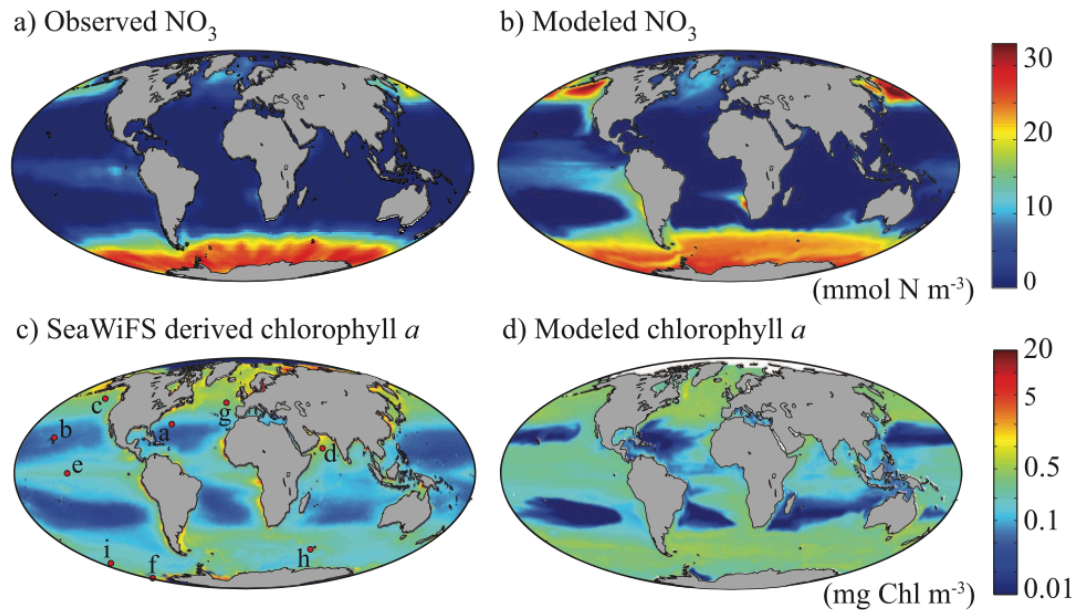 a) Observed NO3
b) Modeled NO3
30
20
10
0
(mmol N m-3)
c) SeaWiFS derived chlorophyll a
d) Modeled chlorophyll a
20
5
0.5
0.1
0.01
(mg Chl m-3)
c
g
b
a
d
e
i
f
h